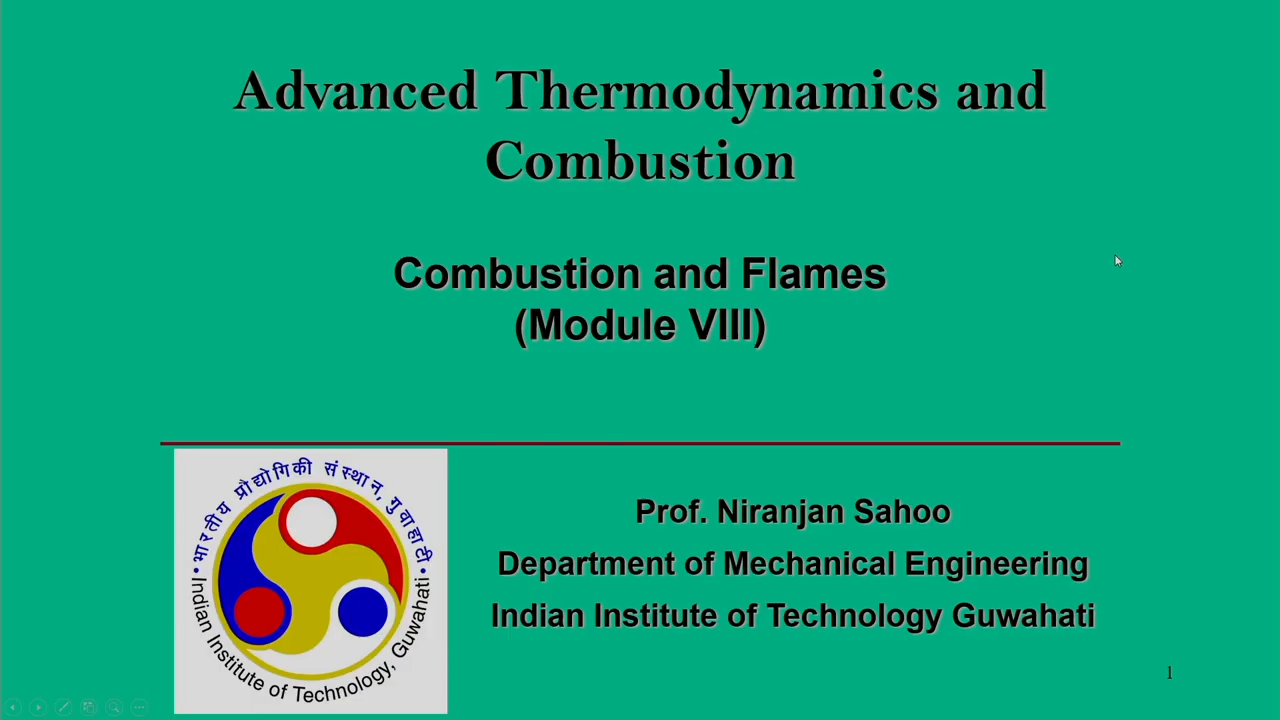 Advanced Thermodynamics and
Combustion
Combustion and Flames
(Module VIII)
भारतीय प्रौद्योगिकी संस्थान, गुवाहाटी
Indian Institute of Technology, Guwahati
Prof. Niranjan Sahoo
Department of Mechanical Engineering
Indian Institute of Technology Guwahati
1